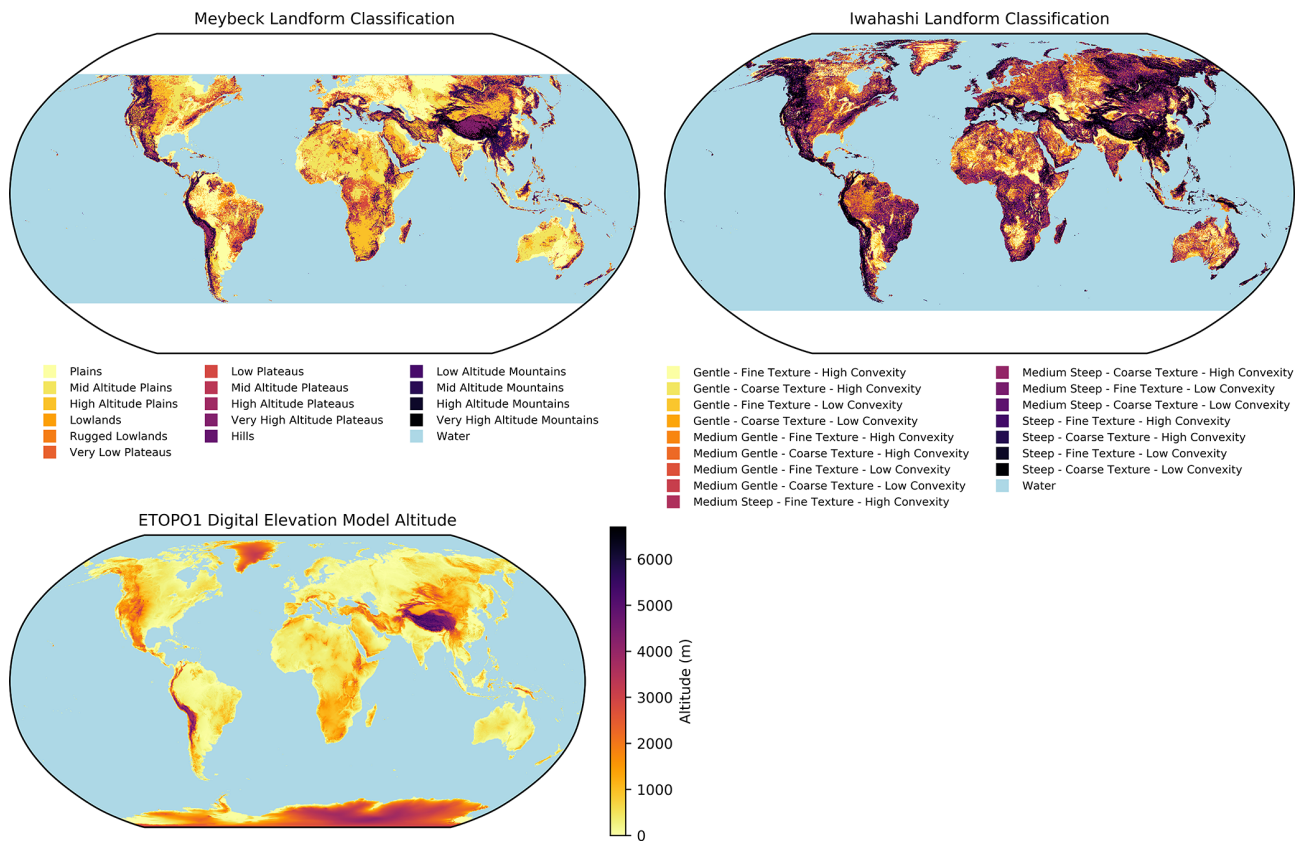 Meybeck Landform Classification
Iwahashi Landform Classification
Plains
Mid Altitude Plains
High Altitude Plains
Lowlands
Rugged Lowlands
Very Low Plateaus
Low Plateaus
Mid Altitude Plateaus
High Altitude Plateaus
Very High Altitude Plateaus
Hills
Low Altitude Mountains
Mid Altitude Mountains
High Altitude Mountains
Very High Altitude Mountains
Water
Gentle - Fine Texture - High Convexity
Gentle - Coarse Texture - High Convexity
Gentle - Fine Texture - Low Convexity
Gentle - Coarse Texture - Low Convexity
Medium Gentle - Fine Texture - High Convexity
Medium Gentle - Coarse Texture - High Convexity
Medium Gentle - Fine Texture - Low Convexity
Medium Gentle - Coarse Texture - Low Convexity
Medium Steep - Fine Texture - High Convexity
Medium Steep - Coarse Texture - High Convexity
Medium Steep - Fine Texture - Low Convexity
Medium Steep - Coarse Texture - Low Convexity
Steep - Fine Texture - High Convexity
Steep - Coarse Texture - High Convexity
Steep - Fine Texture - Low Convexity
Steep - Coarse Texture - Low Convexity
Water
ETOPO1 Digital Elevation Model Altitude
6000
5000
4000
3000
2000
1000
0
Altitude (m)